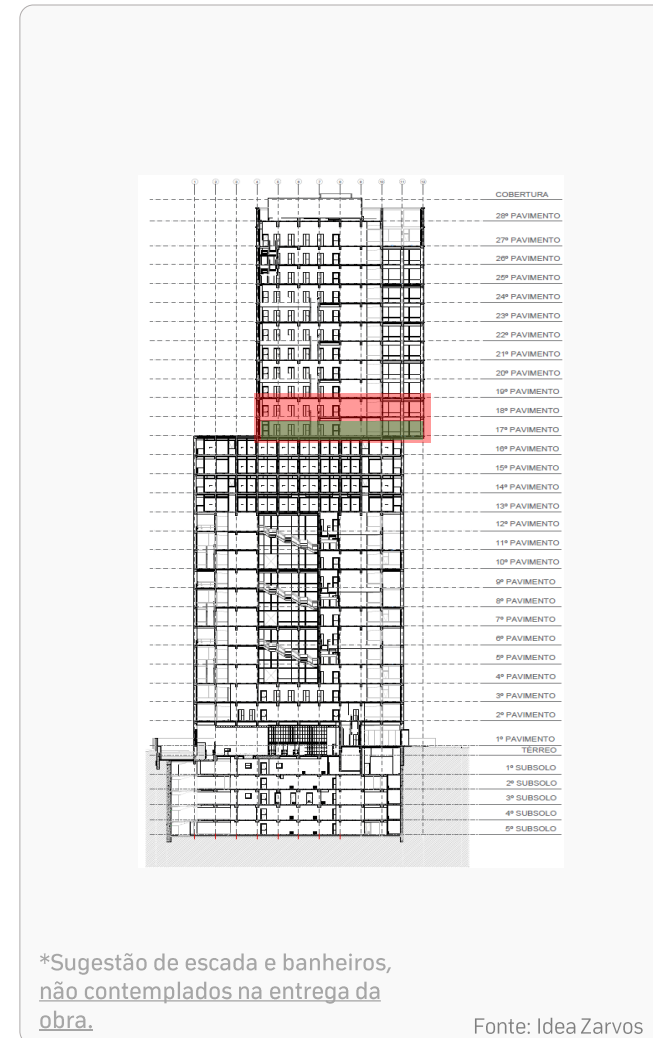 COBERTURA
28º PAVIMENTO
27º PAVIMENTO
26º PAVIMENTO
25º PAVIMENTO
24º PAVIMENTO
23º PAVIMENTO
22º PAVIMENTO
21º PAVIMENTO
20º PAVIMENTO
19º PAVIMENTO
18º PAVIMENTO
17º PAVIMENTO
16º PAVIMENTO
15º PAVIMENTO
14º PAVIMENTO
13º PAVIMENTO
12º PAVIMENTO
11º PAVIMENTO
10º PAVIMENTO
9º PAVIMENTO
8º PAVIMENTO
7º PAVIMENTO
6º PAVIMENTO
5º PAVIMENTO
4º PAVIMENTO
3º PAVIMENTO
2º PAVIMENTO
1º PAVIMENTO
TÉRREO
1º SUBSOLO
2º SUBSOLO
3º SUBSOLO
4º SUBSOLO
5º SUBSOLO
*Sugestão de escada e banheiros,
não contemplados na entrega da
obra.
Fonte: Idea Zarvos